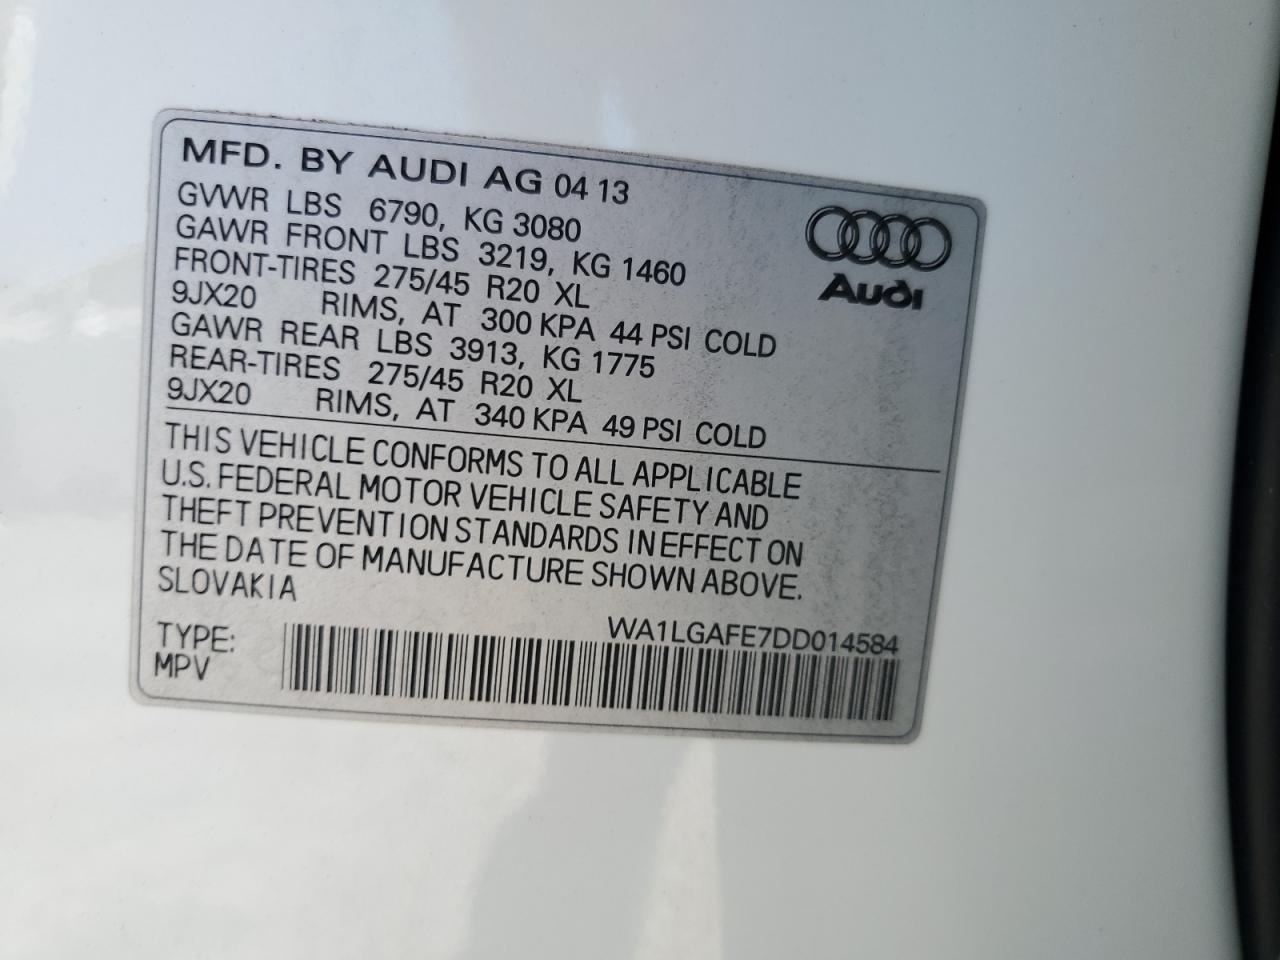 MFD. BY AUDI AG 04 13
GVWR LBS 6790, KG 3080
GAWR FRONT LBS 3219, KG 1460
FRONT-TIRES 275/45 R20 XL
9JX20 RIMS, AT 300 KPA 44 PSI COLD
GAWR REAR LBS 3913, KG 1775
REAR-TIRES 275/45 R20 XL
9JX20 RIMS, AT 340 KPA 49 PSI COLD
Audi
THIS VEHICLE CONFORMS TO ALL APPLICABLE
U.S. FEDERAL MOTOR VEHICLE SAFETY AND
THEFT PREVENTION STANDARDS IN EFFECT ON
THE DATE OF MANUFACTURE SHOWN ABOVE.
SLOVAKIA
WA1LGAFE7DD014584
TYPE:
MPV